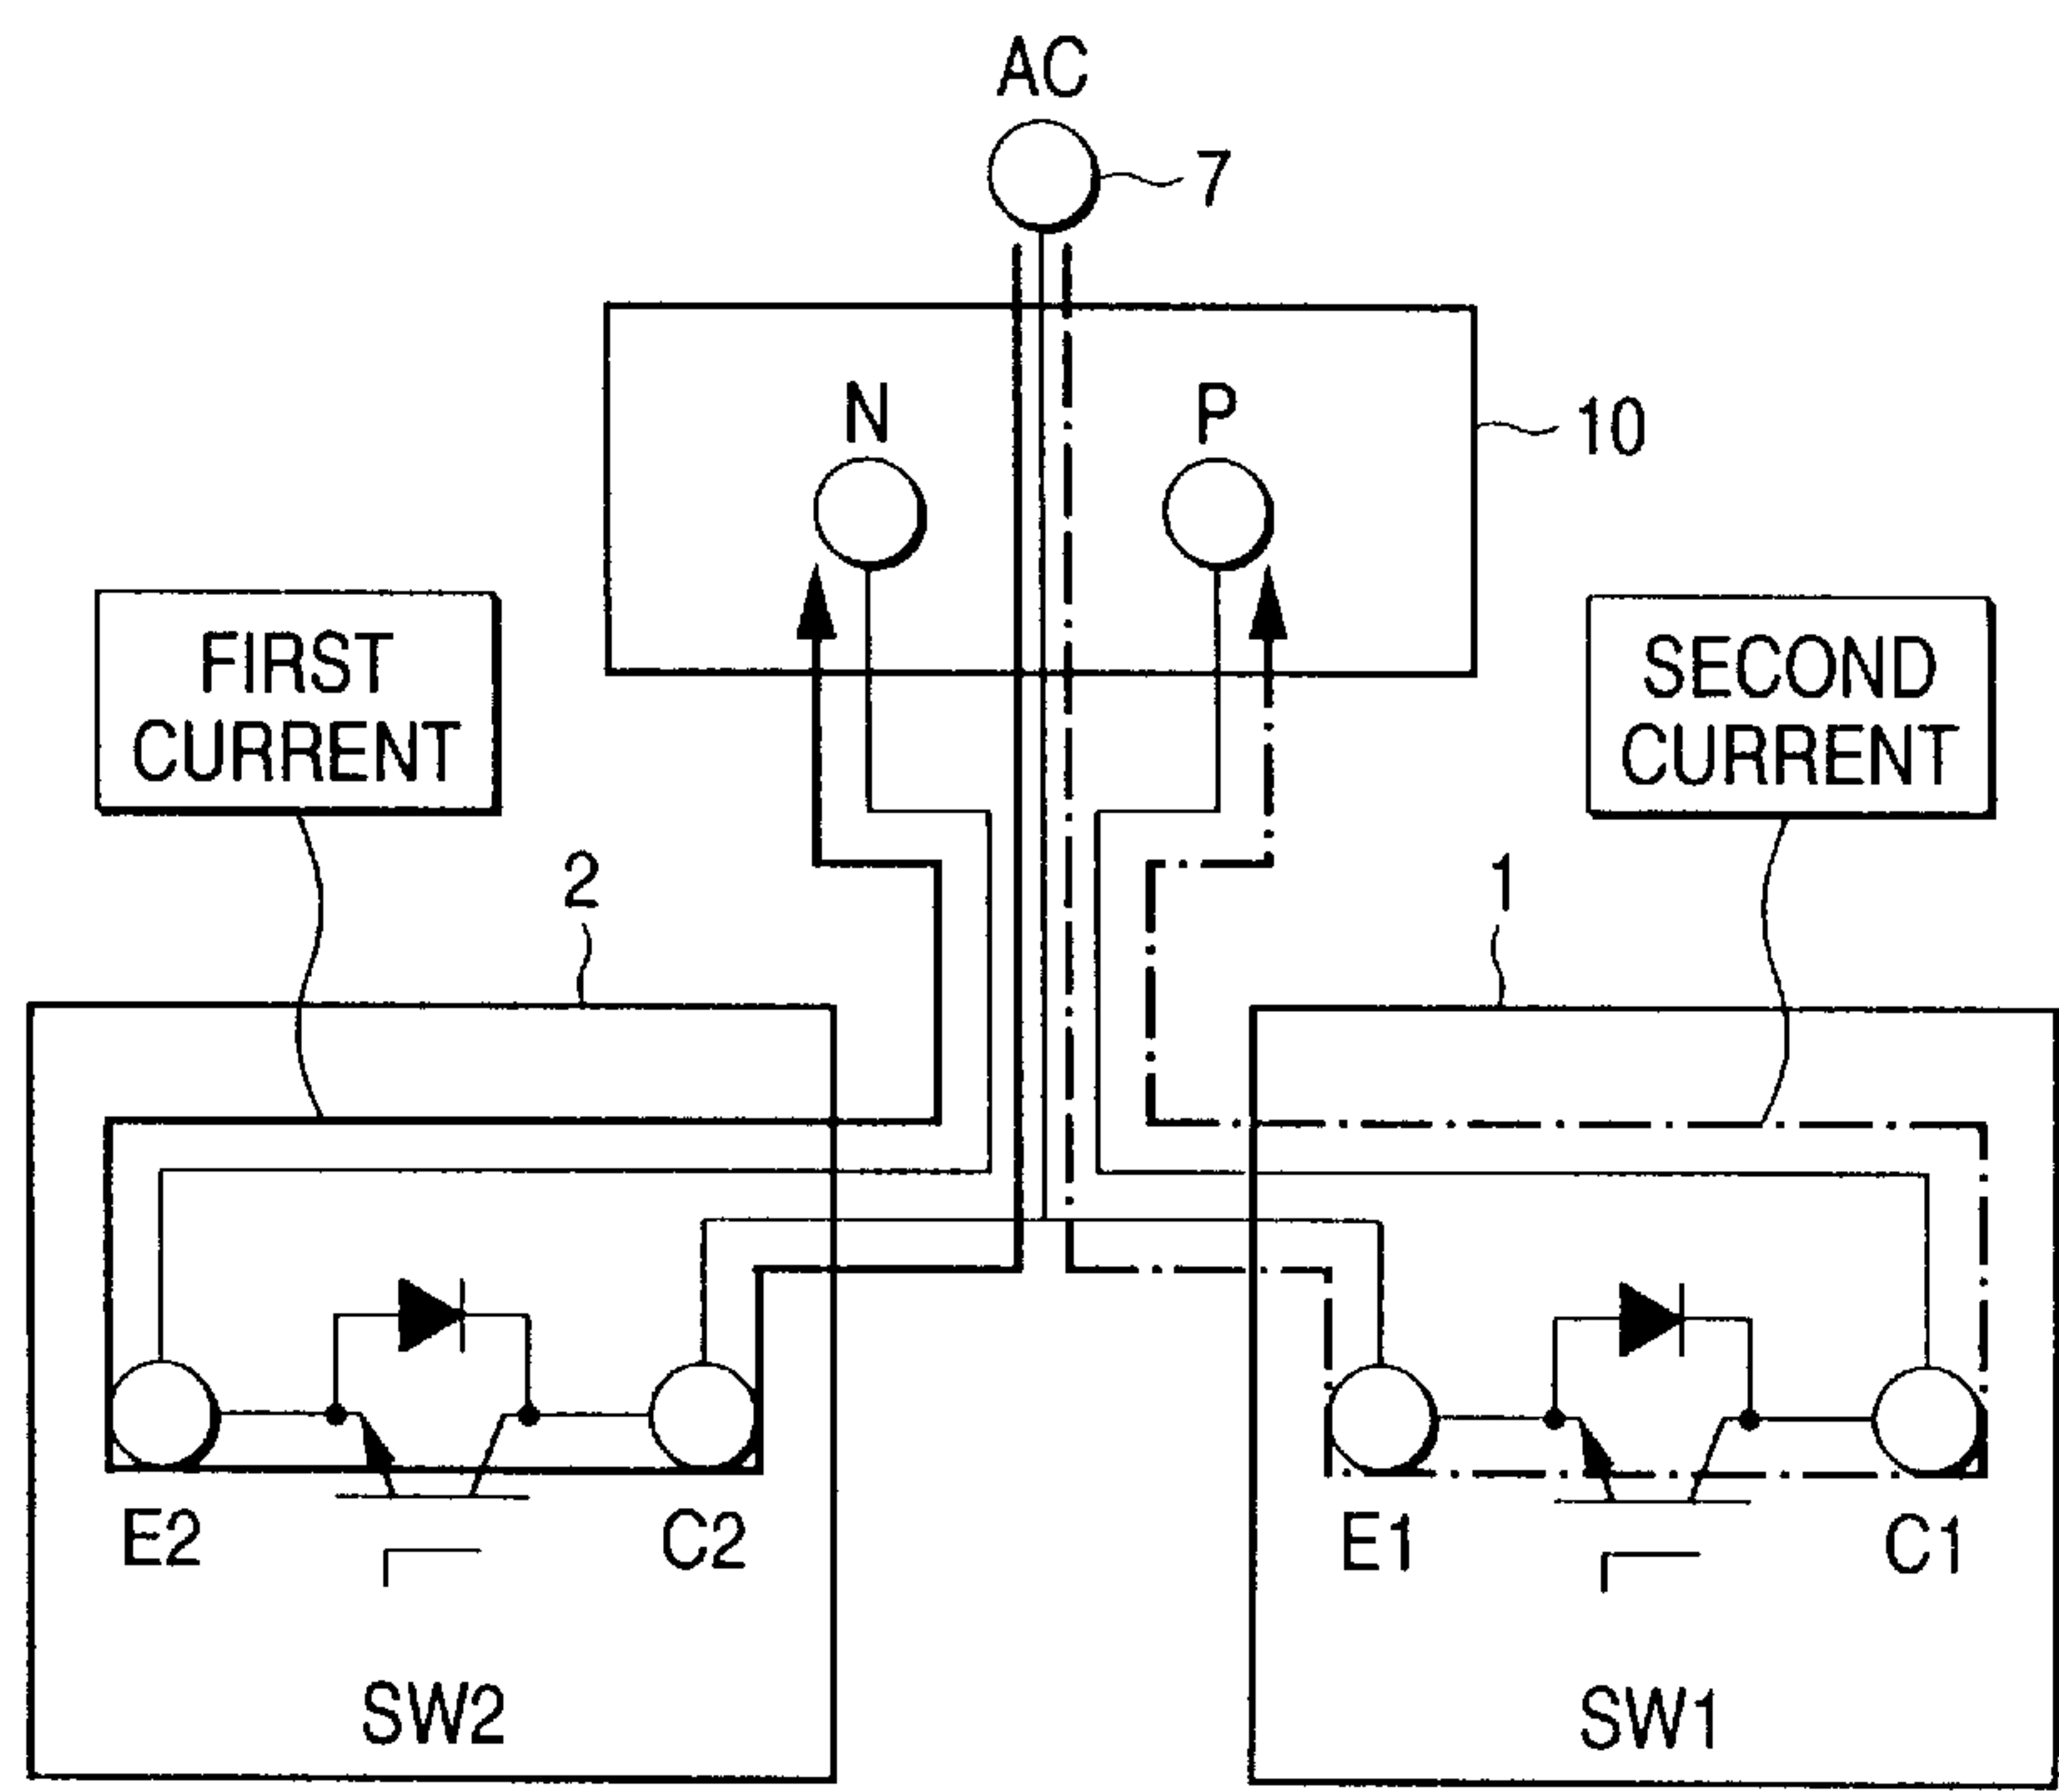 AC
7
N
P
10
FIRST
CURRENT
SECOND
CURRENT
2
1
E2
C2
E1
C1
SW2
SW1